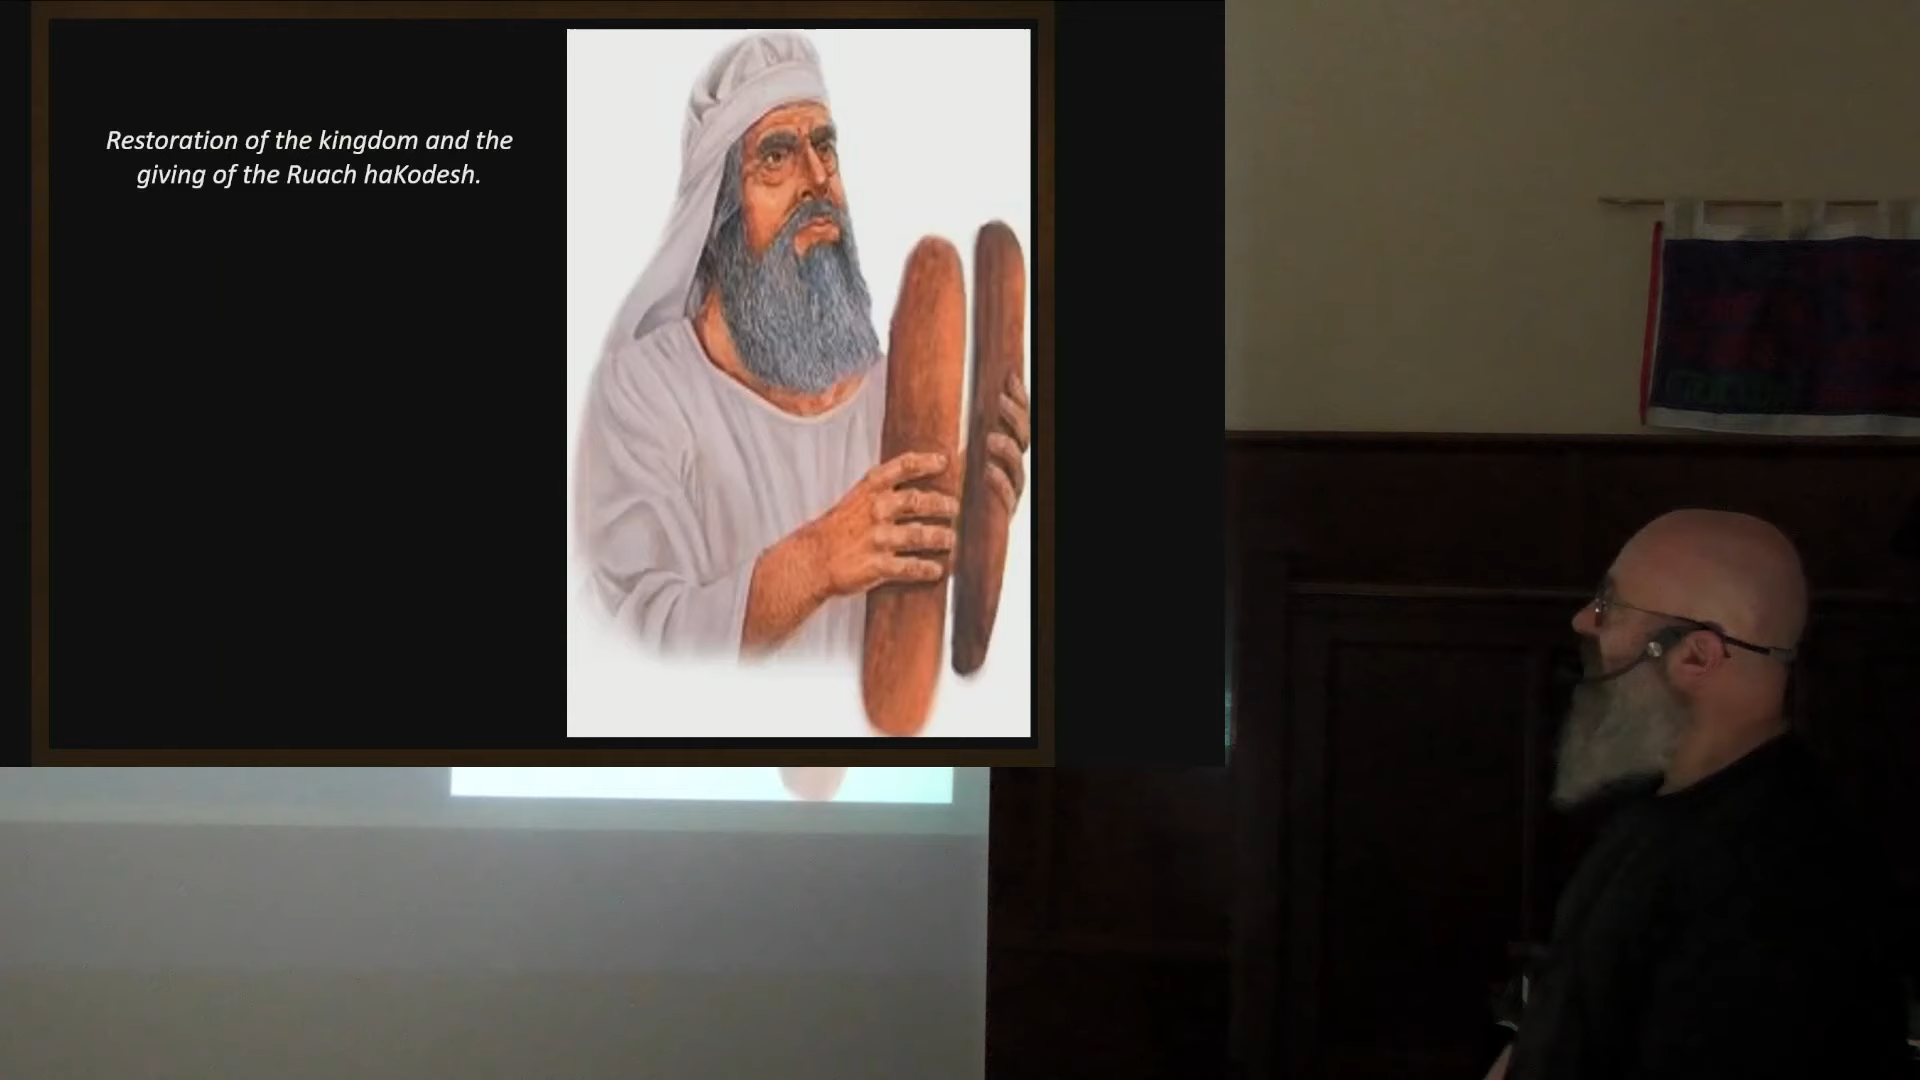 Restoration of the kingdom and the
giving of the Ruach haKodesh.